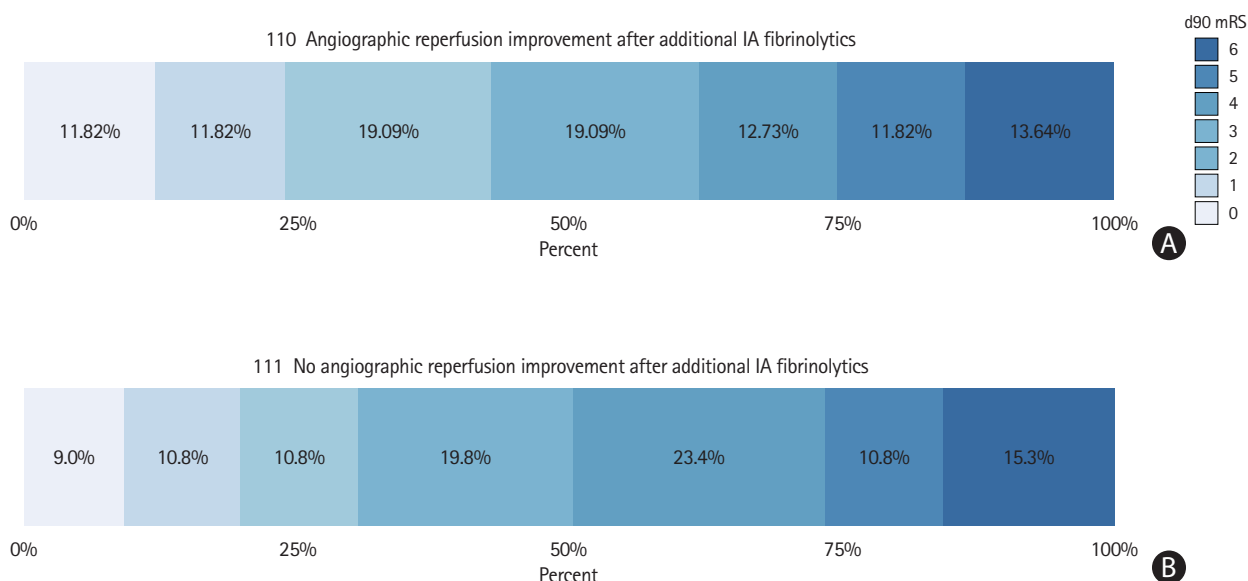 d90 mRS
6
5
4
3
2
1
0
110 Angiographic reperfusion improvement after additional IA fibrinolytics
11.82% 11.82% 19.09% 19.09% 12.73% 11.82% 13.64%
0% 25% 50% 75% 100%
Percent
A
111 No angiographic reperfusion improvement after additional IA fibrinolytics
9.0% 10.8% 10.8% 19.8% 23.4% 10.8% 15.3%
0% 25% 50% 75% 100%
Percent
B